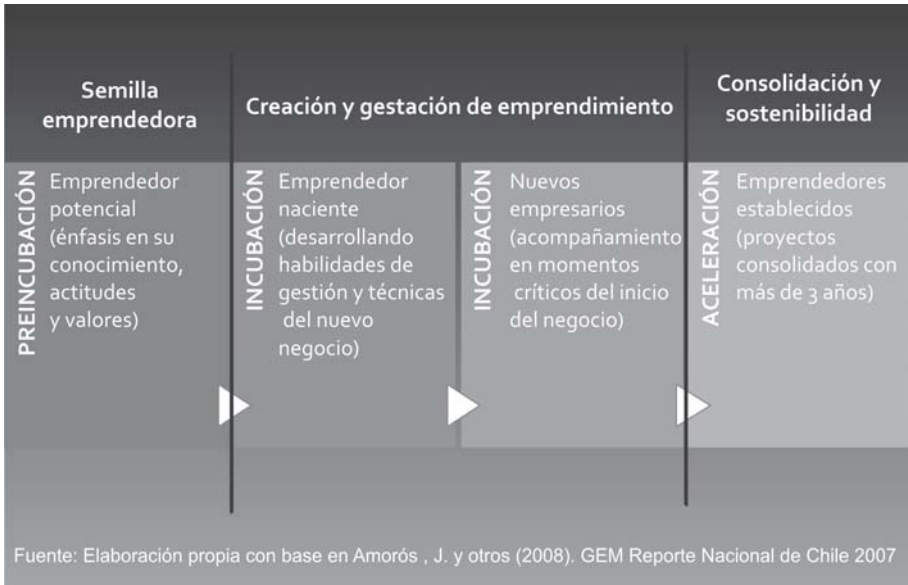 Semilla
emprendedora
Creación y gestación de emprendimiento
Consolidación y
sostenibilidad
PREINCUBACIÓN
Emprendedor
potencial
(énfasis en su
conocimiento,
actitudes
y valores)
INCUBACIÓN
Emprendedor
naciente
(desarrollando
habilidades de
gestión y técnicas
del nuevo
negocio)
INCUBACIÓN
Nuevos
empresarios
(acompañamiento
en momentos
críticos del inicio
del negocio)
ACELERACIÓN
Emprendedores
establecidos
(proyectos
consolidados con
más de 3 años)
Fuente: Elaboración propia con base en Amorós , J. y otros (2008). GEM Reporte Nacional de Chile 2007